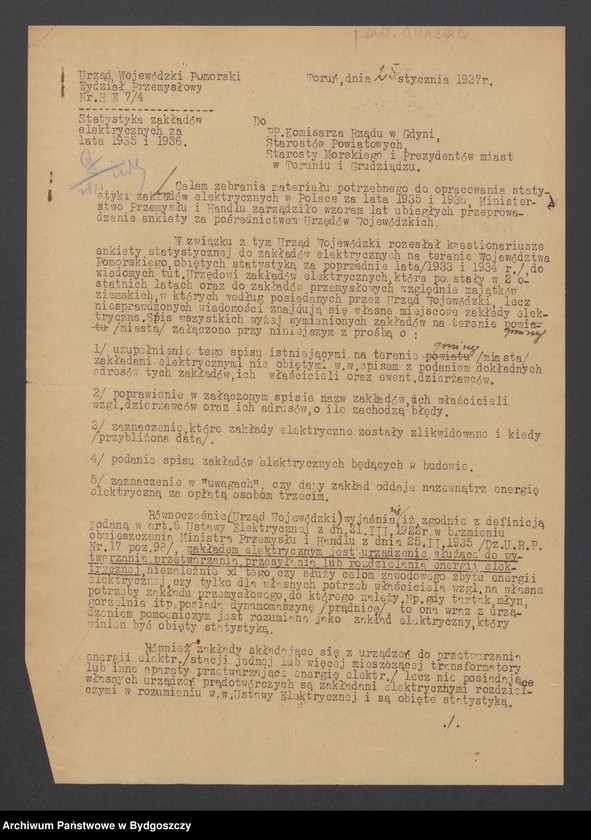 Urząd Wojewódzki Pomorski
Wydział Przemysłowy
Nr.H E 7/4
Toruń,dnia 25 stycznia 1937r.
Statystyka zakładów
elektrycznych za
lata 1935 i 1936.
Do
PP.Komisarza Rządu w Gdyni,
Starostów Powiatowych,
Starosty Morskiego i Prezydentów miast
w Toruniu i Grudziądzu.
Celem zebrania materiału potrzebnego do opracowania staty-
styki zakładów elektrycznych w Polsce za lata 1935 i 1936, Minister-
stwo Przemysłu i Handlu zarządziło wzorem lat ubiegłych przeprowa-
dzenie ankiety za pośrednictwem Urzędów Wojewódzkich.
W związku z tym Urząd Wojewódzki rozesłał kwestionariusze
ankiety statystycznej do zakładów elektrycznych na terenie Województwa
Pomorskiego,objętych statystyką za poprzednie lata/1933 i 1934 r./,do
wiadomych tut.Urzędowi zakładów elektrycznych,które powstały w 2 o-
statnich latach oraz do zakładów przemysłowych względnie majątków
ziemskich,w których według posiadanych przez Urząd Wojewódzki, lecz
niesprawdzonych wiadomości znajdują się własne miejscowe zakłady elek-
tryczne.Spis wszystkich wyżej wymienionych zakładów na terenie powia-
tu /miasta/ załączono przy niniejszym z prośbą o : gminy
gminy
1/ uzupełnienie tego spisu istniejącymi na terenie powiatu /miasta/
zakładami elektrycznymi nie objętymi w.w.spisem z podaniem dokładnych
adresów tych zakładów,ich właścicieli oraz ewent.dzierżawców.
2/ poprawienie w załączonym spisie nazw zakładów,ich właścicieli
wzgl.dzierżawców oraz ich adresów,o ile zachodzą błędy.
3/ zaznaczenie,które zakłady elektryczne zostały zlikwidowane i kiedy
/przybliżona data/.
4/ podanie spisu zakładów elektrycznych będących w budowie.
5/ zaznaczenie w "uwagach", czy dany zakład oddaje nazewnątrz energię
elektryczną za opłatą osobom trzecim.
Równocześnie/Urząd Wojewódzki/wyjaśnia się/iż zgodnie z definicją
podaną w art.6 Ustawy Elektrycznej z dn.21.III.1922r.w brzmieniu
obwieszczenia Ministra Przemysłu i Handlu z dnia 25.II.1935 /Dz.U.R.P.
Nr.17 poz.98/, zakładem elektrycznym jest urządzenie służące do wy-
twarzania,przetwarzania,przesyłania lub rozdzielania energii elek-
trycznej,niezależnie od tego,czy służy celom zawodowego zbytu energii
elektrycznej,czy tylko dla własnych potrzeb właściciela wzgl.na własne
potrzeby zakładu przemysłowego,do którego należy.Np.gdy tartak,młyn,
gorzelnia itp.posiada dynamomaszynę /prądnicę/ to ona wraz z urzą-
dzeniem pomocniczym jest rozumiana jako zakład elektryczny,który
winien być objęty statystyką.
Również zakłady składające się z urządzeń do przetwarzania
energii elektr./stacji jednej lub więcej mieszczącej transformatory
lub inne aparaty przetwarzające energię elektr./ lecz nie posiadające
własnych urządzeń prądotwórczych są zakładami elektrycznymi rozdziel-
czymi w rozumieniu w.w.Ustawy Elektrycznej i są objęte statystyką.
./.
Archiwum Państwowe w Bydgoszczy